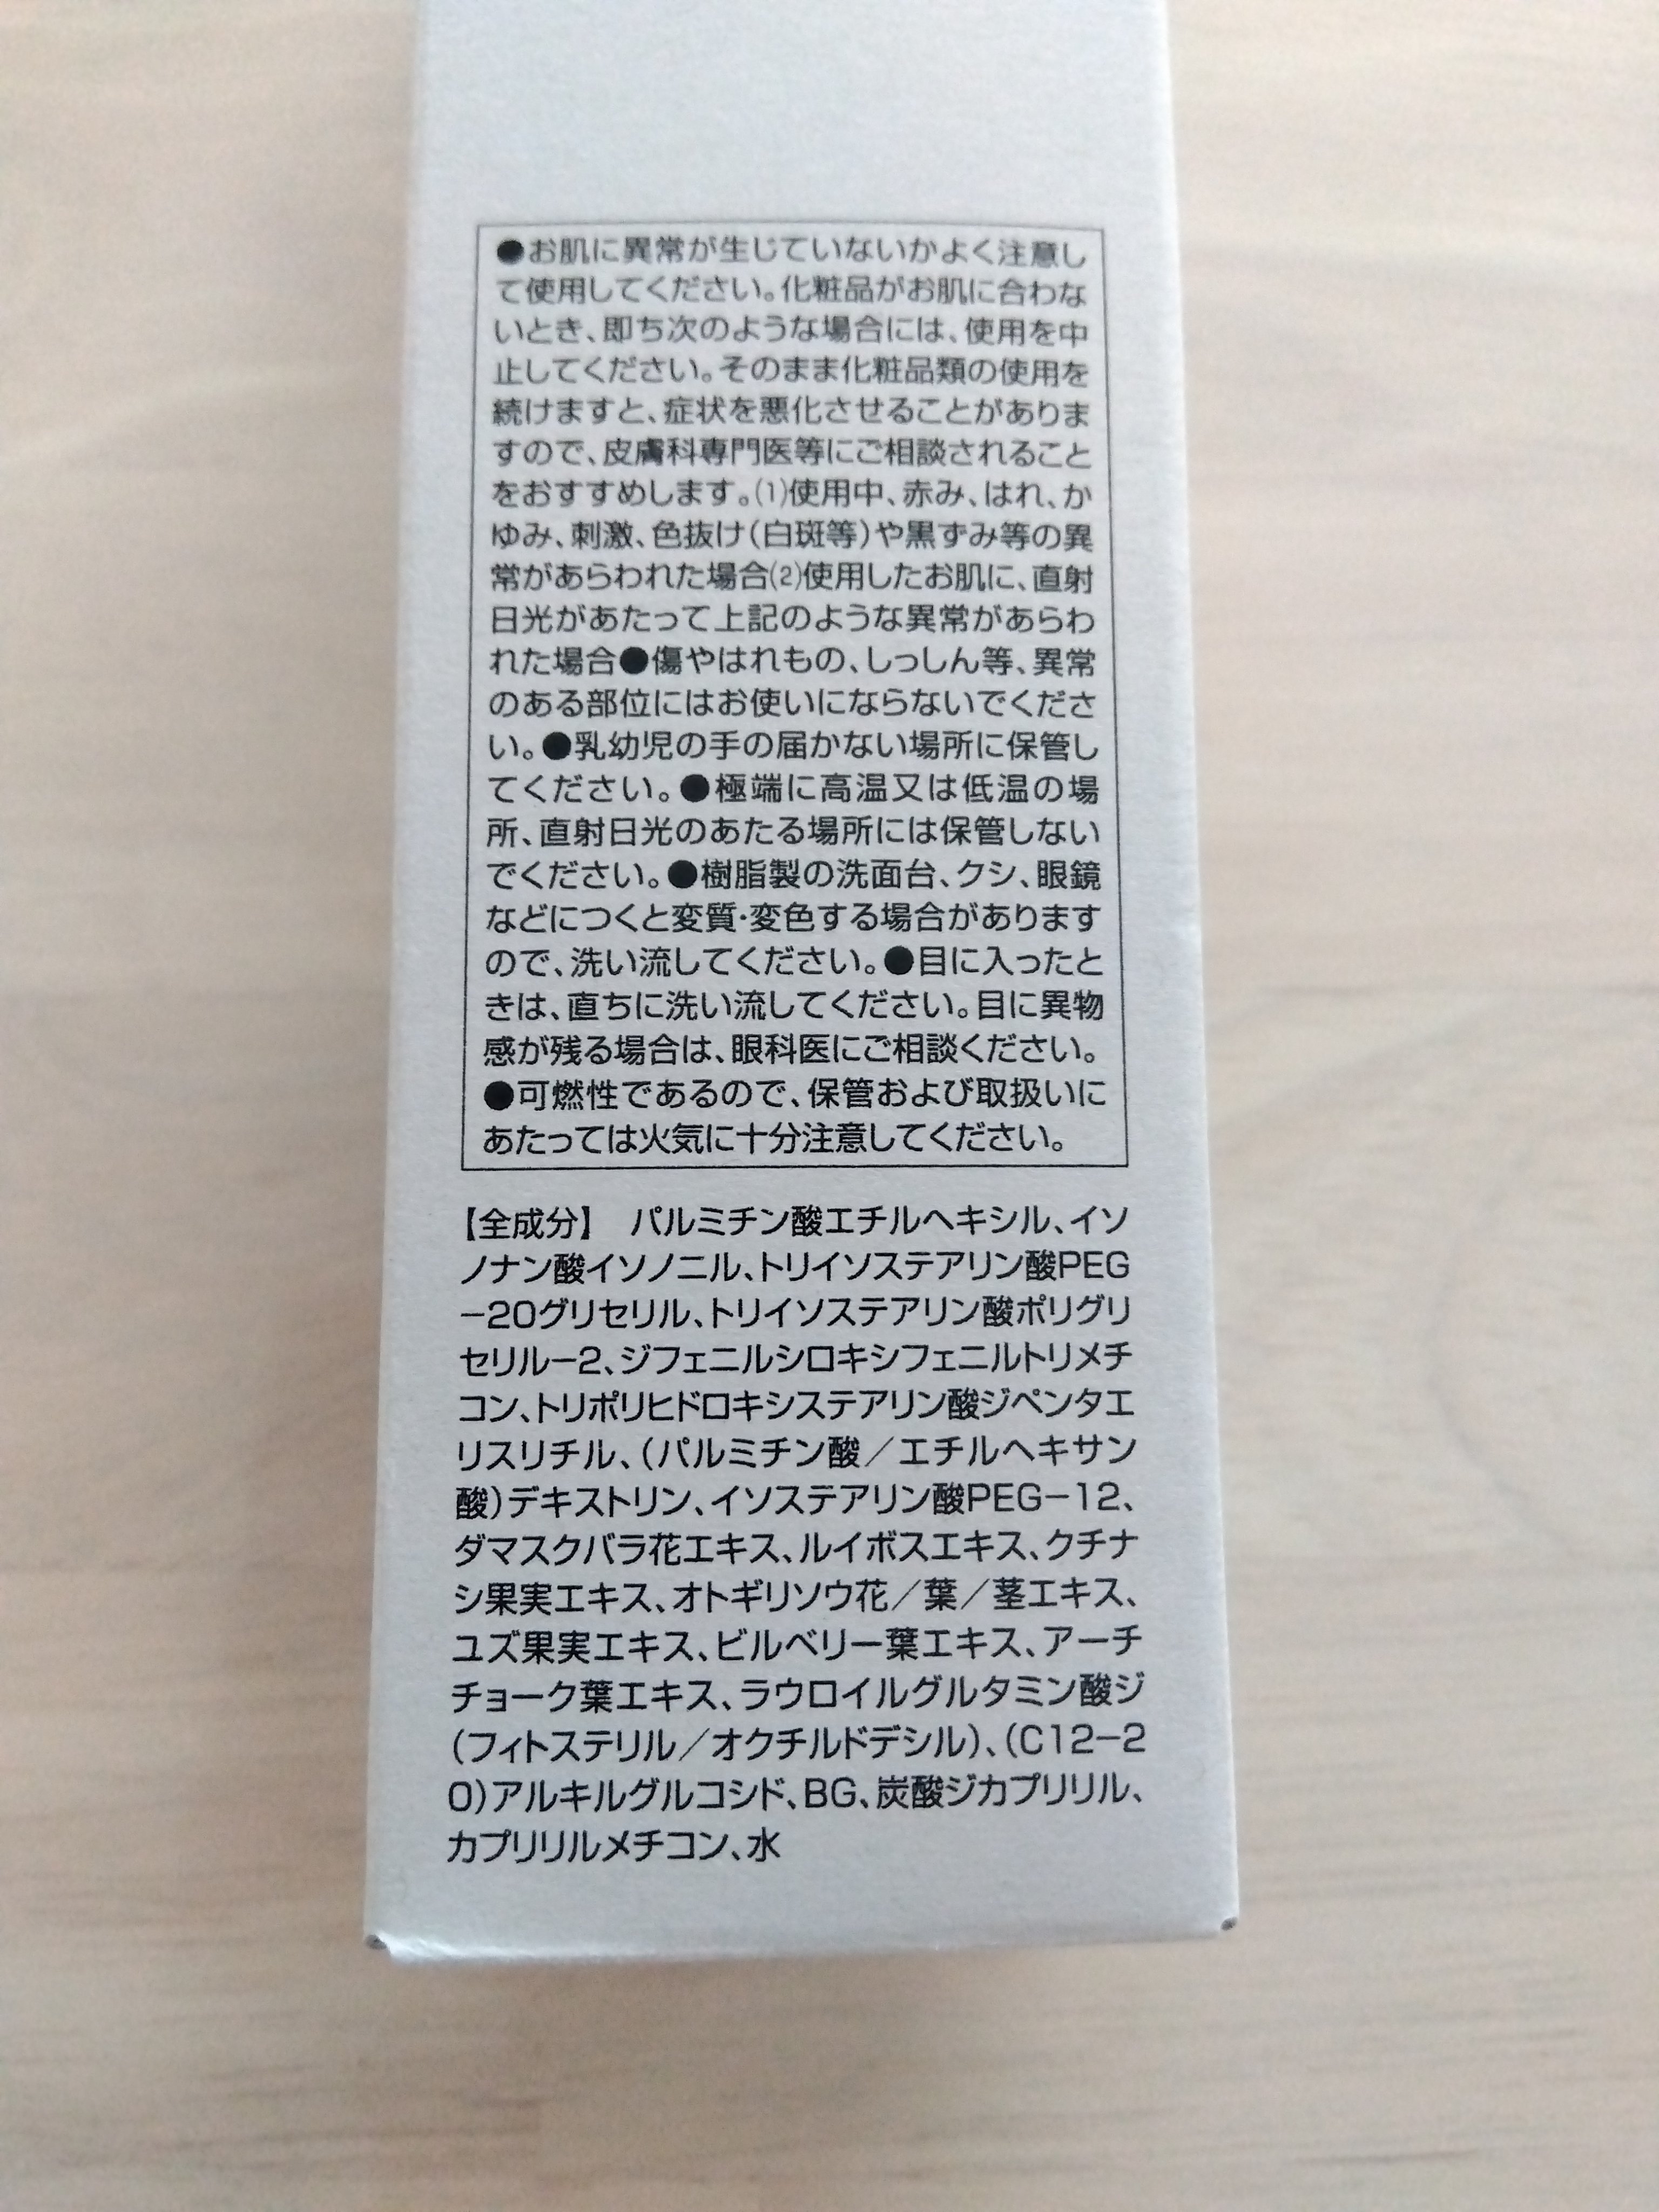 ●お肌に異常が生じていないかよく注意し
て使用してください。化粧品がお肌に合わな
いとき、即ち次のような場合には、使用を中
止してください。そのまま化粧品類の使用を
続けますと、症状を悪化させることがありま
すので、皮膚科専門医等にご相談されること
をおすすめします。⑴使用中、赤み、はれ、か
ゆみ、刺激、色抜け(白斑等)や黒ずみ等の異
常があらわれた場合⑵使用したお肌に、直射
日光があたって上記のような異常があらわ
れた場合●傷やはれもの、しっしん等、異常
のある部位にはお使いにならないでくださ
い。●乳幼児の手の届かない場所に保管し
てください。●極端に高温又は低温の場
所、直射日光のあたる場所には保管しない
でください。●樹脂製の洗面台、クシ、眼鏡
などにつくと変質・変色する場合があります
ので、洗い流してください。●目に入ったと
きは、直ちに洗い流してください。目に異物
感が残る場合は、眼科医にご相談ください。
●可燃性であるので、保管および取扱いに
あたっては火気に十分注意してください。
【全成分】 パルミチン酸エチルヘキシル、イソ
ノナン酸イソノニル、トリイソステアリン酸PEG
−20グリセリル、トリイソステアリン酸ポリグリ
セリル−2、ジフェニルシロキシフェニルトリメチ
コン、トリポリヒドロキシステアリン酸ジペンタエ
リスリチル、(パルミチン酸／エチルヘキサン
酸)デキストリン、イソステアリン酸PEG−12、
ダマスクバラ花エキス、ルイボスエキス、クチナ
シ果実エキス、オトギリソウ花／葉／茎エキス、
ユズ果実エキス、ビルベリー葉エキス、アーチ
チョーク葉エキス、ラウロイルグルタミン酸ジ
(フィトステリル／オクチルドデシル)、(C12−2
0)アルキルグルコシド、BG、炭酸ジカプリリル、
カプリリルメチコン、水